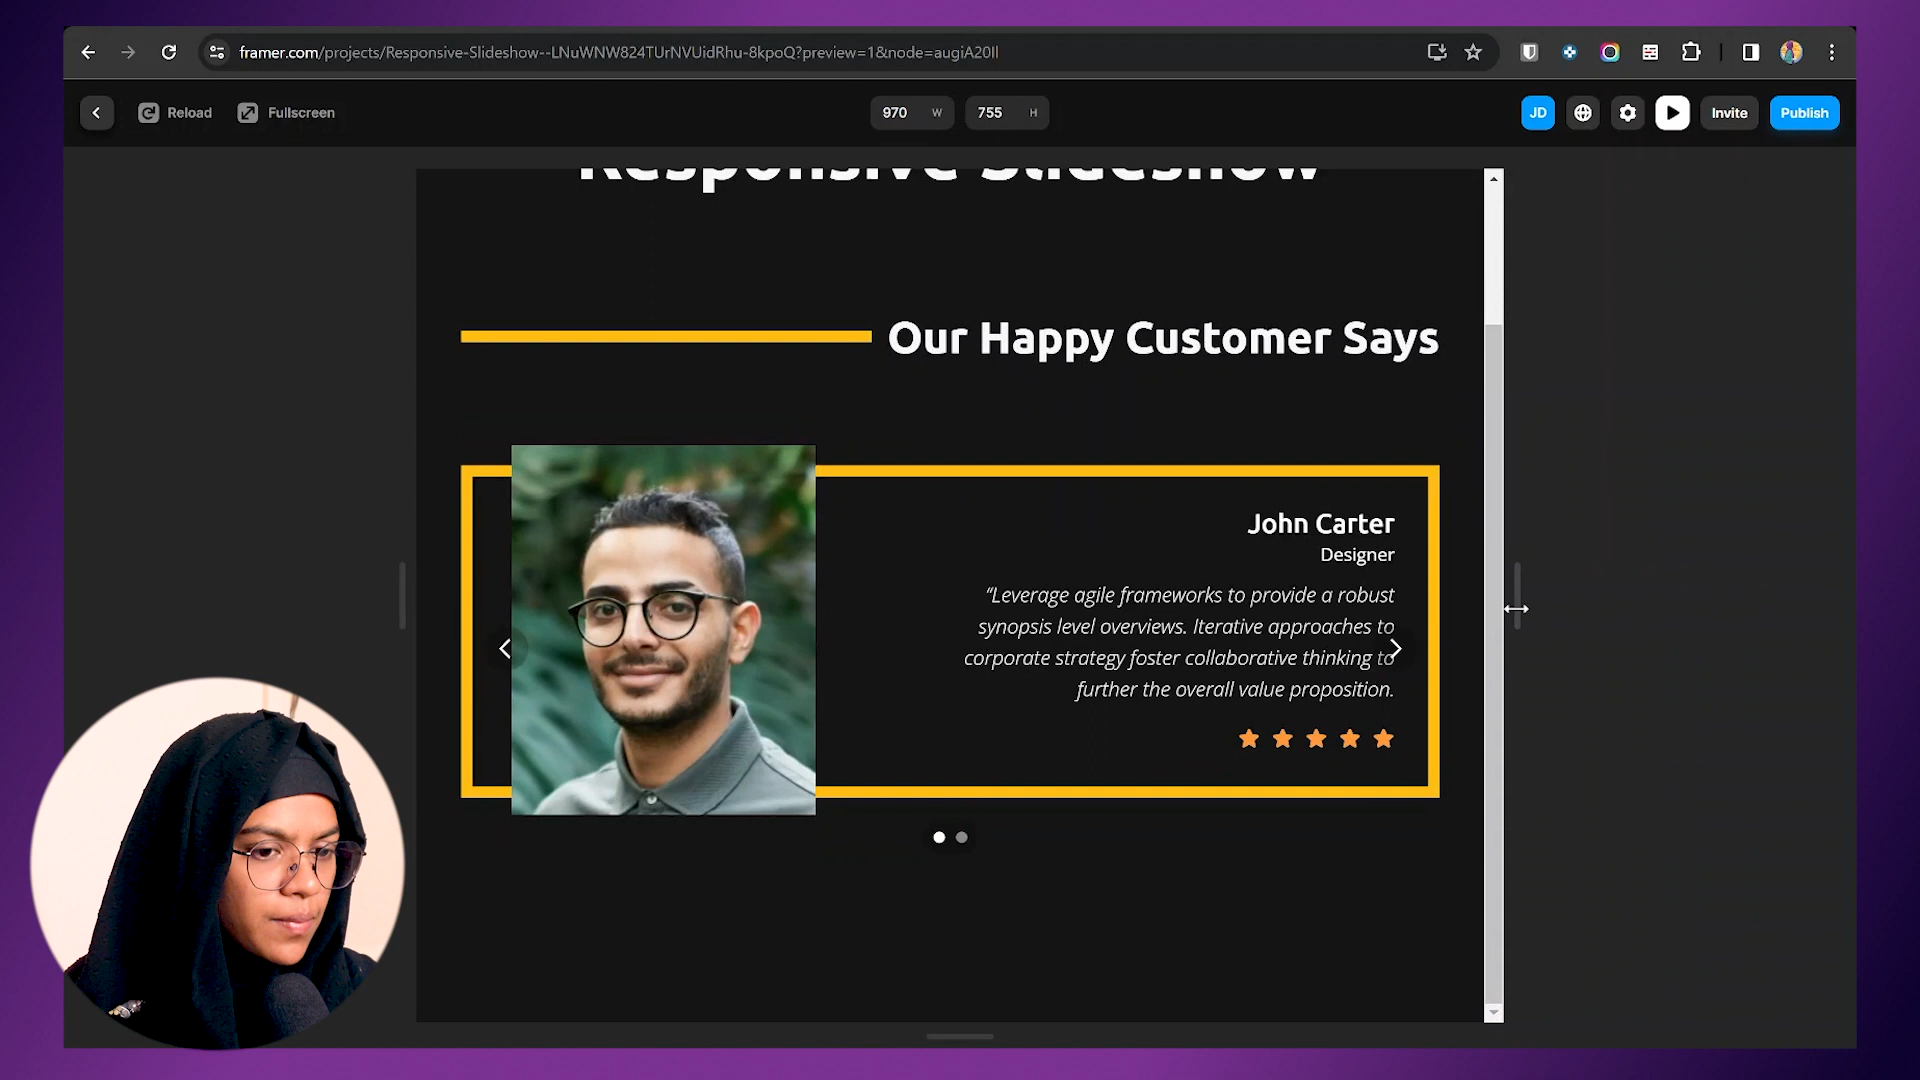 framer.com/projects/Responsive-Slideshow--LNuWNW824TUrNVUidRhu-8kpoQ?preview=1&node=augiA20Il
Reload
Fullscreen
970 W
755 H
JD
Invite
Publish
Responsive Slideshow
Our Happy Customer Says
John Carter
Designer
“Leverage agile frameworks to provide a robust
synopsis level overviews. Iterative approaches to
corporate strategy foster collaborative thinking to
further the overall value proposition.